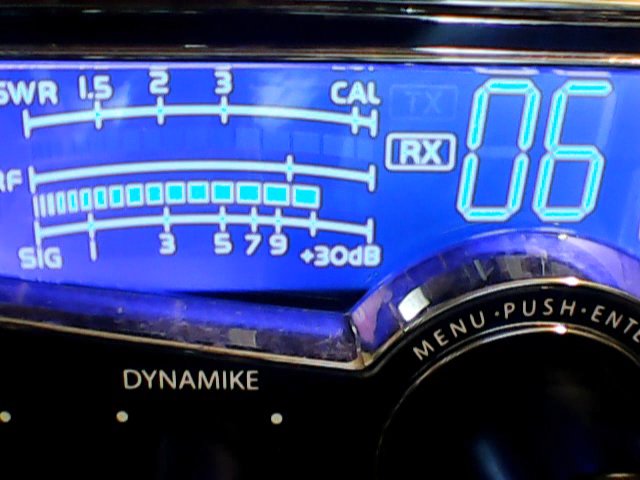 SWR 1.5 2 3 CAL
TX
RX
06
RF
SIG 1 3 5 7 9 +30dB
MENU·PUSH·ENTE
DYNAMIKE